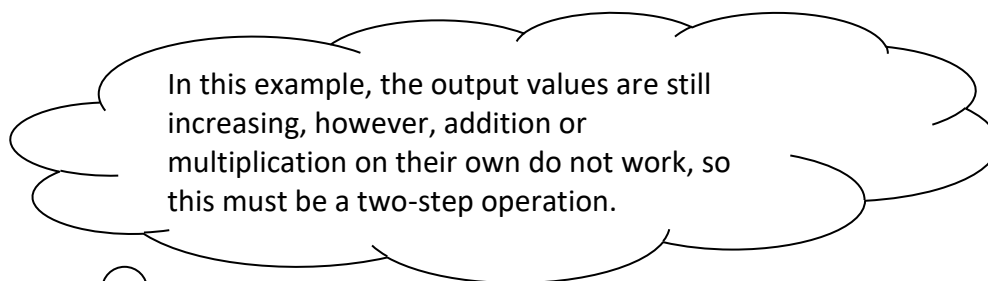 In this example, the output values are still
increasing, however, addition or
multiplication on their own do not work, so
this must be a two-step operation.